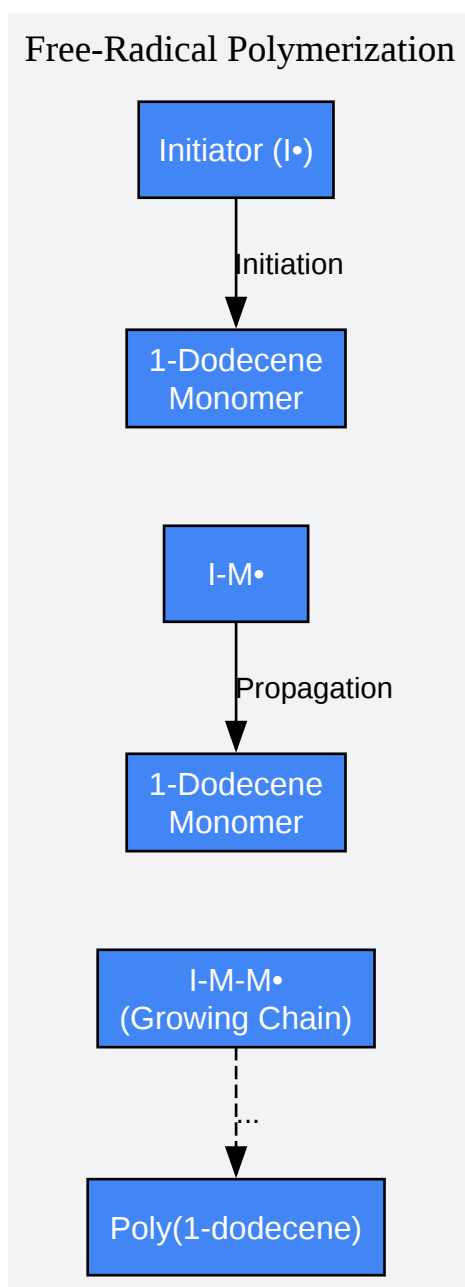 Free-Radical Polymerization
Initiator (I•)
Initiation
1-Dodecene
Monomer
I-M•
Propagation
1-Dodecene
Monomer
I-M-M•
(Growing Chain)
...
Poly(1-dodecene)